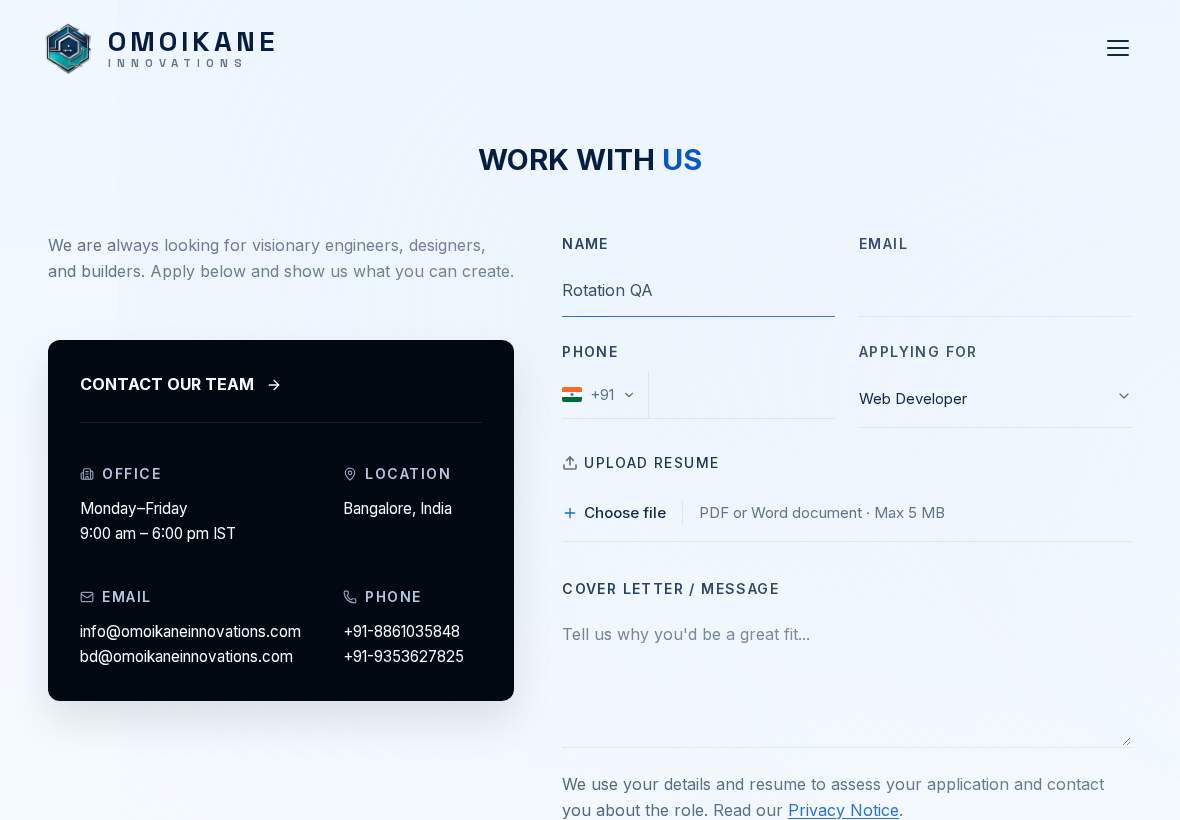 OMOIKANE
INNOVATIONS
WORK WITH US
We are always looking for visionary engineers, designers,
and builders. Apply below and show us what you can create.
CONTACT OUR TEAM
OFFICE
Monday–Friday
9:00 am – 6:00 pm IST
LOCATION
Bangalore, India
EMAIL
info@omoikaneinnovations.com
bd@omoikaneinnovations.com
PHONE
+91-8861035848
+91-9353627825
NAME
Rotation QA
EMAIL
PHONE
+91
APPLYING FOR
Web Developer
UPLOAD RESUME
Choose file
PDF or Word document · Max 5 MB
COVER LETTER / MESSAGE
Tell us why you'd be a great fit...
We use your details and resume to assess your application and contact
you about the role. Read our Privacy Notice.